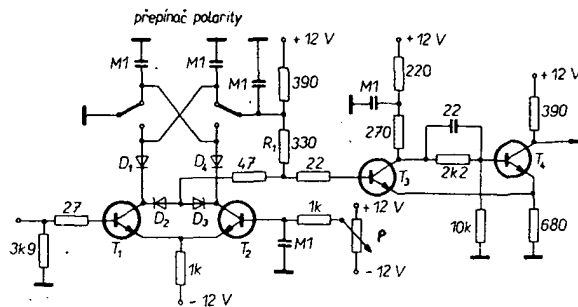 přepínač polarity
+12 V
+12 V
M1
M1
M1
390
M1
220
+12 V
22
390
R1
330
270
D1
D4
47
22
2k2
T4
T3
27
D2
D3
1k
+12 V
10k
680
3k9
T1
T2
M1
P
1k
-12 V
-12 V